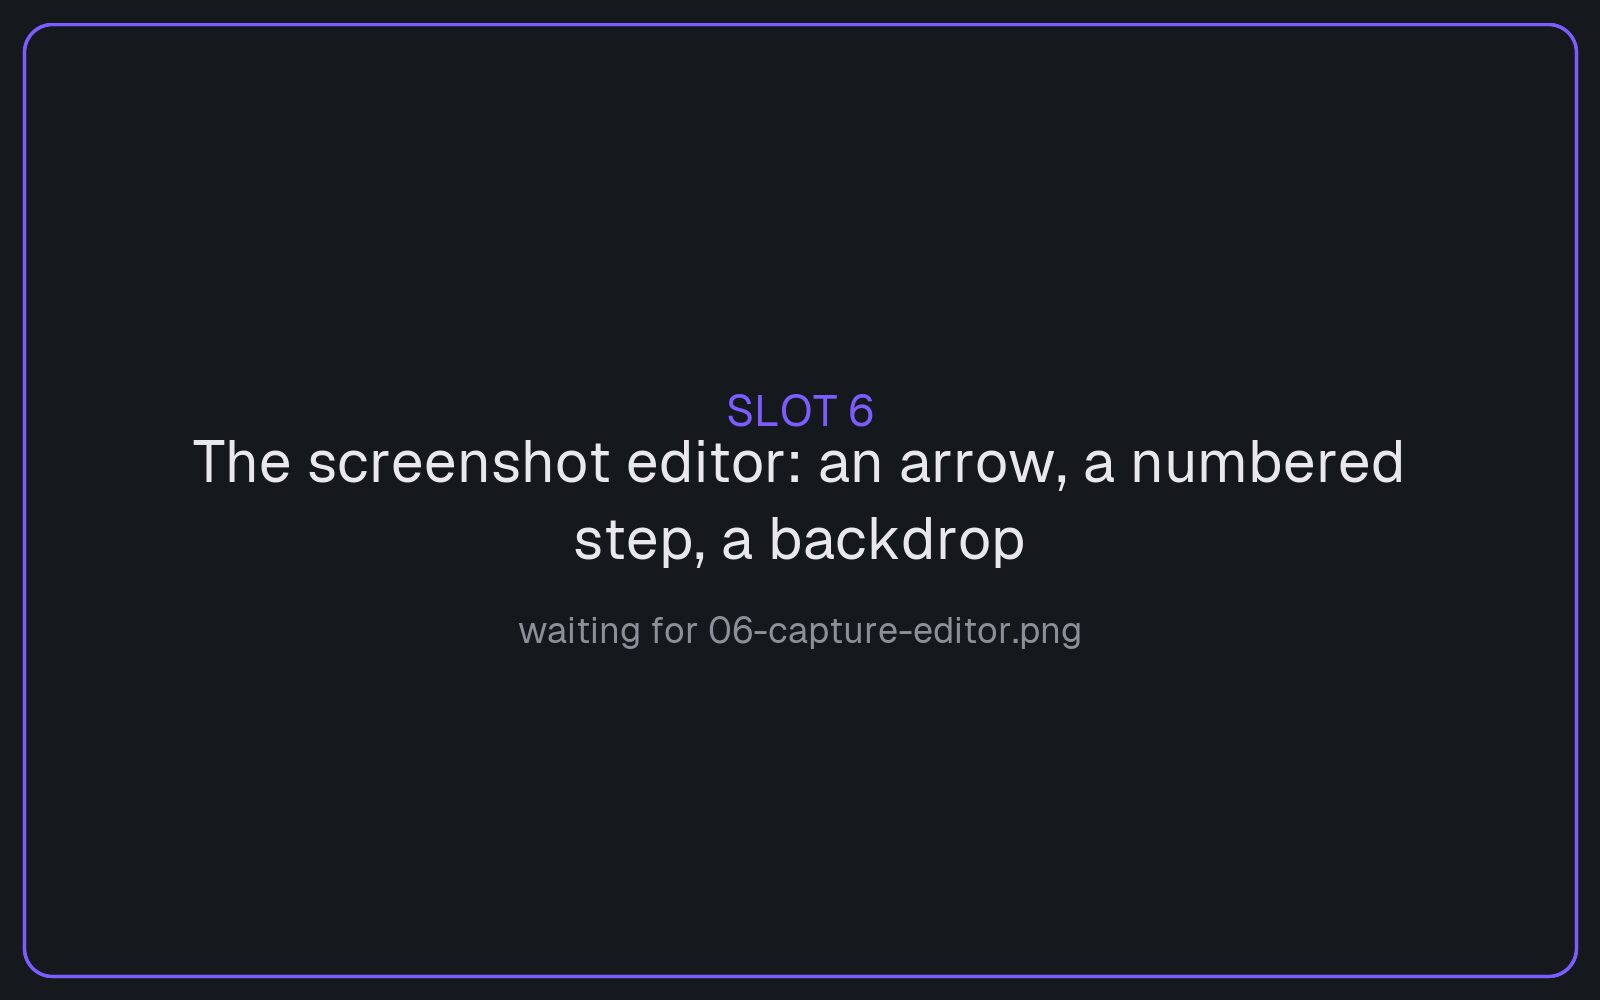 SLOT 6
The screenshot editor: an arrow, a numbered
step, a backdrop
waiting for 06-capture-editor.png